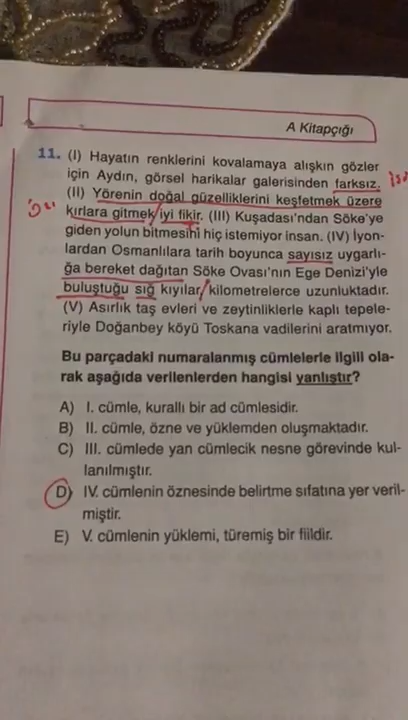 A Kitapçığı
11. (I) Hayatın renklerini kovalamaya alışkın gözler
için Aydın, görsel harikalar galerisinden farksız.
(II) Yörenin doğal güzelliklerini keşfetmek üzere
kırlara gitmek iyi fikir. (III) Kuşadası'ndan Söke'ye
giden yolun bitmesini hiç istemiyor insan. (IV) İyon-
lardan Osmanlılara tarih boyunca sayısız uygarlı-
ğa bereket dağıtan Söke Ovası'nın Ege Denizi'yle
buluştuğu sığ kıyılar kilometrelerce uzunluktadır.
(V) Asırlık taş evleri ve zeytinliklerle kaplı tepele-
riyle Doğanbey köyü Toskana vadilerini aratmıyor.
Bu parçadaki numaralanmış cümlelerle ilgili ola-
rak aşağıda verilenlerden hangisi yanlıştır?
A) I. cümle, kurallı bir ad cümlesidir.
B) II. cümle, özne ve yüklemden oluşmaktadır.
C) III. cümlede yan cümlecik nesne görevinde kul-
lanılmıştır.
D) IV. cümlenin öznesinde belirtme sıfatına yer veril-
miştir.
E) V. cümlenin yüklemi, türemiş bir fiildir.